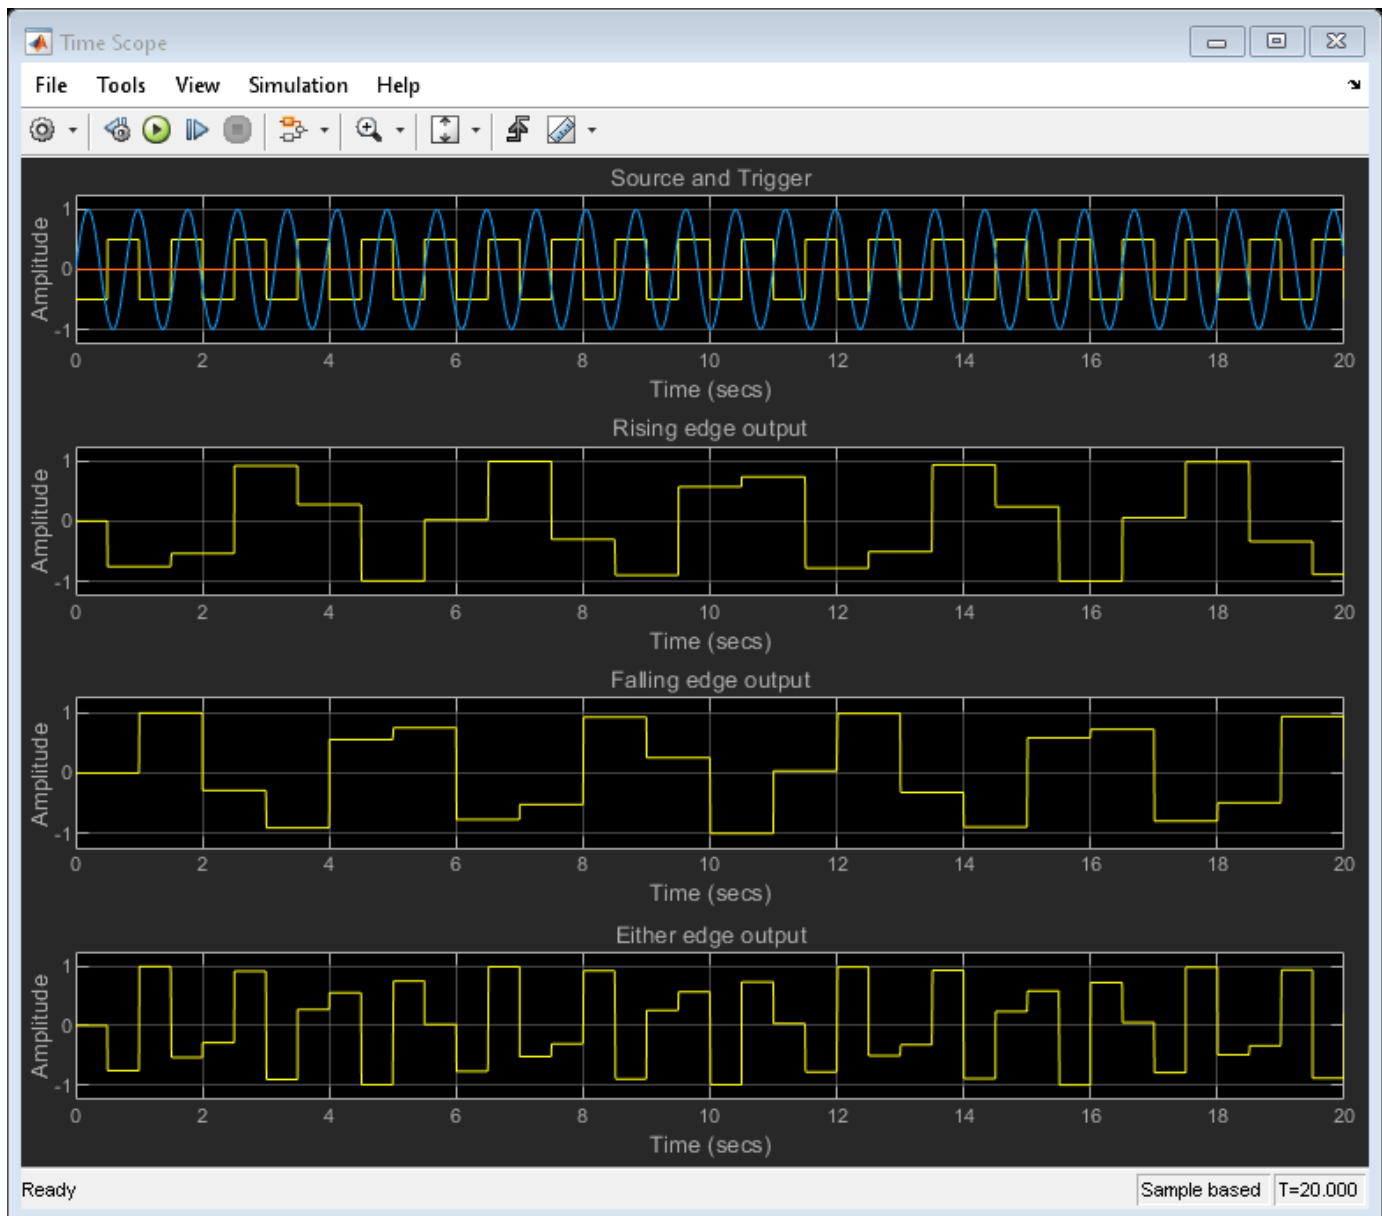 Time Scope
File Tools View Simulation Help
Source and Trigger
Amplitude
1
0
-1
0 2 4 6 8 10 12 14 16 18 20
Time (secs)
Rising edge output
Amplitude
1
0
-1
0 2 4 6 8 10 12 14 16 18 20
Time (secs)
Falling edge output
Amplitude
1
0
-1
0 2 4 6 8 10 12 14 16 18 20
Time (secs)
Either edge output
Amplitude
1
0
-1
0 2 4 6 8 10 12 14 16 18 20
Time (secs)
Ready Sample based T=20.000